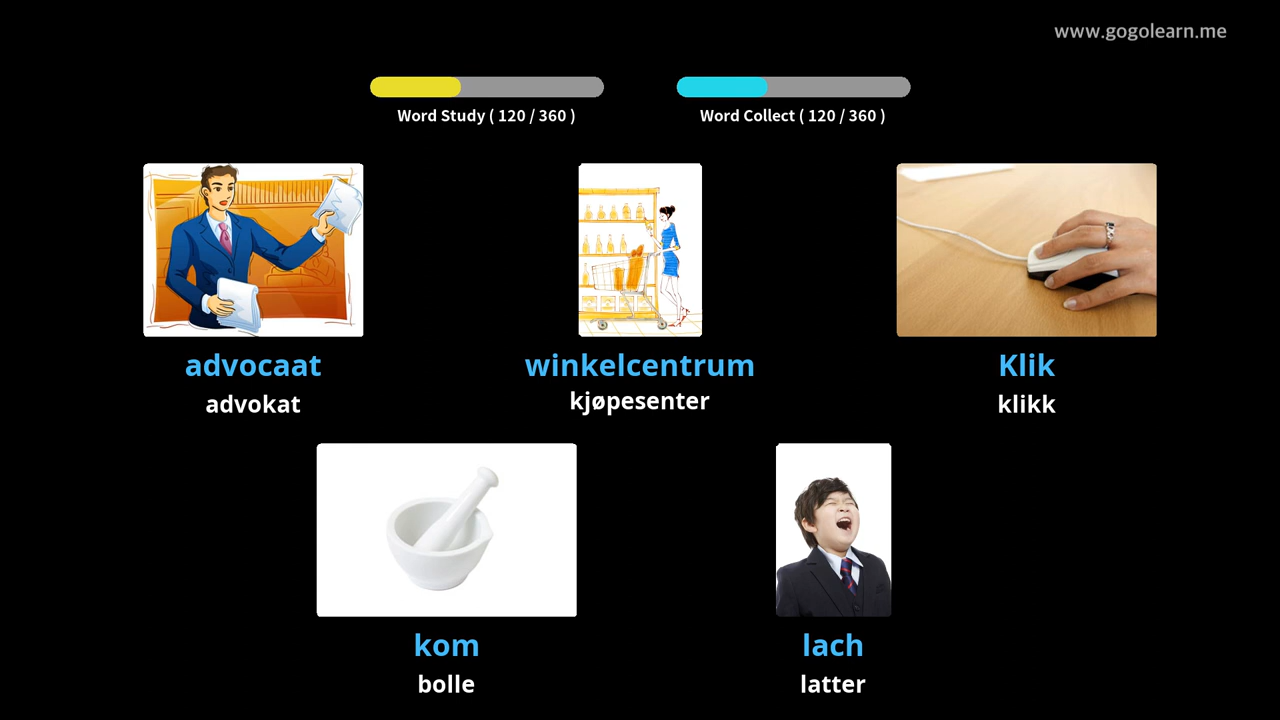 www.gogolearn.me
Word Study ( 120 / 360 )
Word Collect ( 120 / 360 )
advocaat
advokat
winkelcentrum
kjøpesenter
Klik
klikk
kom
bolle
lach
latter